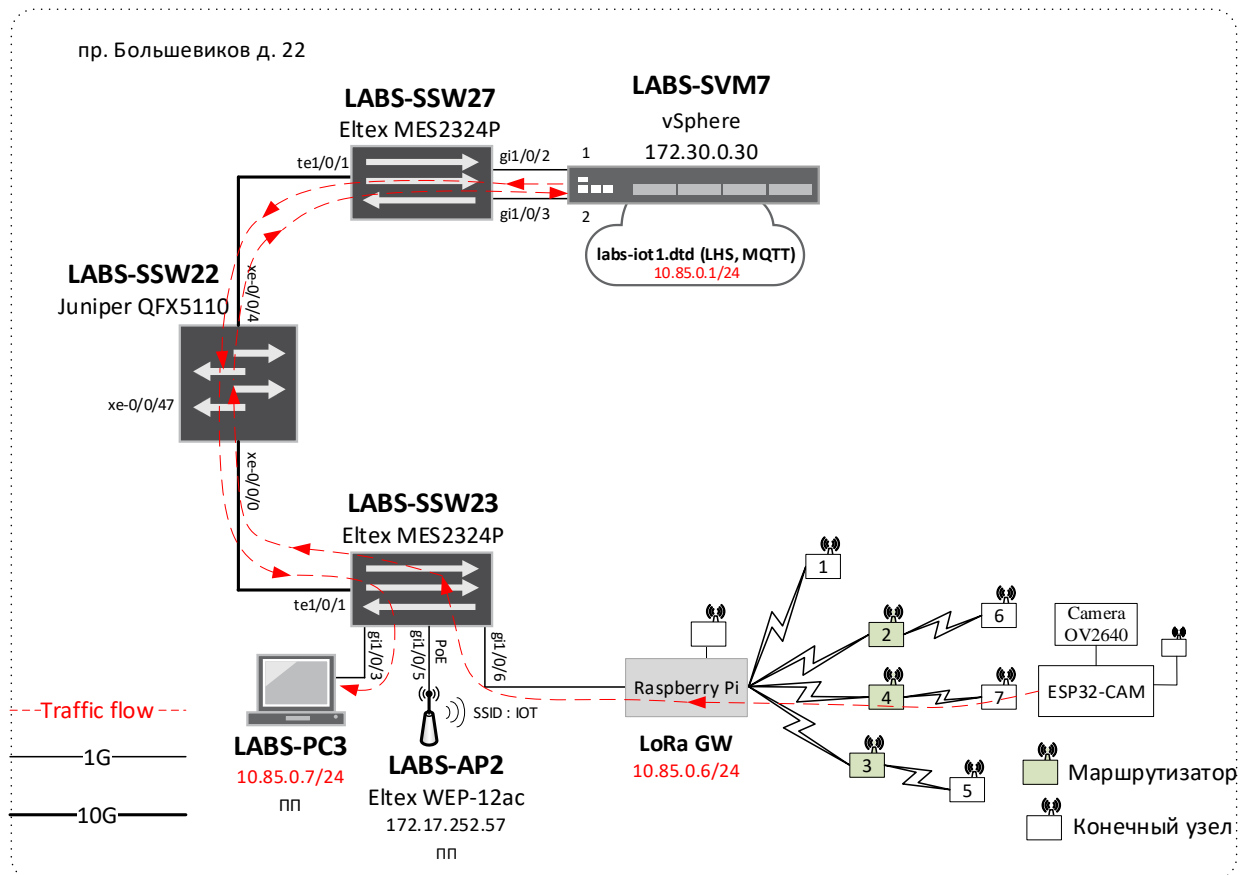 пр. Большевиков д. 22
LABS-SSW27
Eltex MES2324P
LABS-SVM7
vSphere
172.30.0.30
te1/0/1
gi1/0/2
1
gi1/0/3
2
labs-iot1.dtd (LHS, MQTT)
10.85.0.1/24
LABS-SSW22
Juniper QFX5110
xe-0/0/4
xe-0/0/47
xe-0/0/0
LABS-SSW23
Eltex MES2324P
te1/0/1
gi1/0/3
gi1/0/5
PoE
gi1/0/6
SSID : IOT
LABS-PC3
10.85.0.7/24
ПП
LABS-AP2
Eltex WEP-12ac
172.17.252.57
ПП
Raspberry Pi
LoRa GW
10.85.0.6/24
1
2
6
4
7
3
5
Camera
OV2640
ESP32-CAM
Traffic flow
1G
10G
Маршрутизатор
Конечный узел